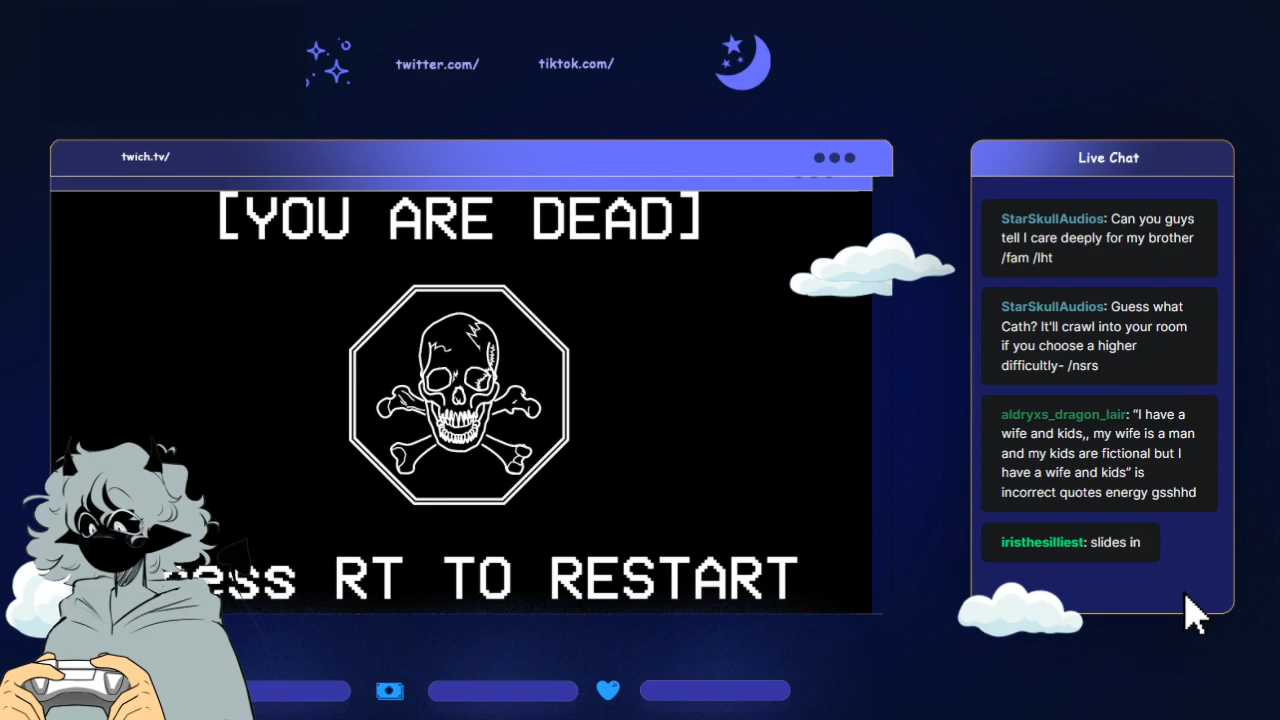 twitter.com/
tiktok.com/
twich.tv/
[YOU ARE DEAD]
ess RT TO RESTART
Live Chat
StarSkullAudios: Can you guys
tell I care deeply for my brother
/fam /lht
StarSkullAudios: Guess what
Cath? It'll crawl into your room
if you choose a higher
difficultly- /nsrs
aldryxs_dragon_lair: “I have a
wife and kids,, my wife is a man
and my kids are fictional but I
have a wife and kids” is
incorrect quotes energy gsshhd
iristhesilliest: slides in